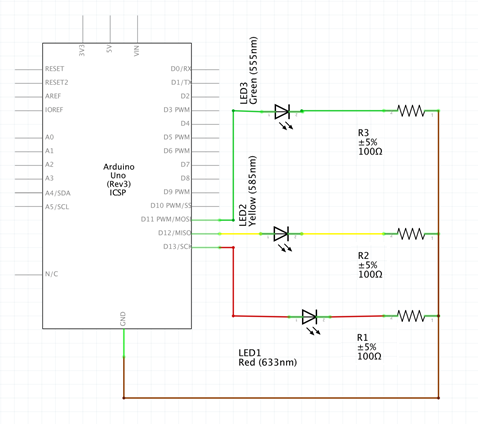 3V3
5V
VIN
RESET
RESET2
AREF
IOREF
A0
A1
A2
A3
A4/SDA
A5/SCL
N/C
Arduino
Uno
(Rev3)
ICSP
D0/RX
D1/TX
D2
D3 PWM
D4
D5 PWM
D6 PWM
D7
D8
D9 PWM
D10 PWM/SS
D11 PWM/MOSI
D12/MISO
D13/SCK
GND
LED3
Green (555nm)
R3
±5%
100Ω
LED2
Yellow (585nm)
R2
±5%
100Ω
LED1
Red (633nm)
R1
±5%
100Ω